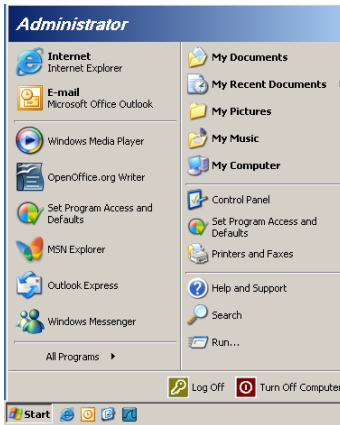 Administrator
Internet
Internet Explorer
E-mail
Microsoft Office Outlook
Windows Media Player
OpenOffice.org Writer
Set Program Access and
Defaults
MSN Explorer
Outlook Express
Windows Messenger
All Programs
My Documents
My Recent Documents
My Pictures
My Music
My Computer
Control Panel
Set Program Access and
Defaults
Printers and Faxes
Help and Support
Search
Run...
Log Off
Turn Off Computer
Start